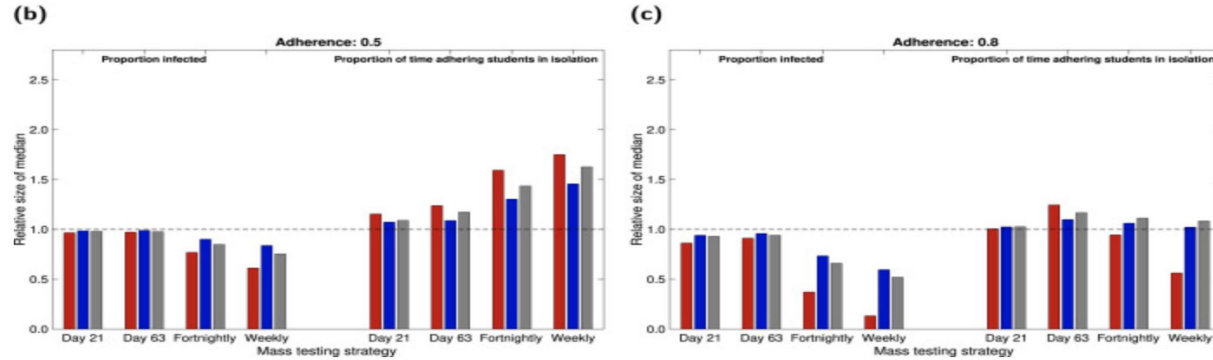 (b)
Adherence: 0.5
Proportion infected
Proportion of time adhering students in isolation
Relative size of median
2.5
2.0
1.5
1.0
0.5
0.0
Day 21 Day 63 Fortnightly Weekly Day 21 Day 63 Fortnightly Weekly
Mass testing strategy
(c)
Adherence: 0.8
Proportion infected
Proportion of time adhering students in isolation
Relative size of median
2.5
2.0
1.5
1.0
0.5
0.0
Day 21 Day 63 Fortnightly Weekly Day 21 Day 63 Fortnightly Weekly
Mass testing strategy